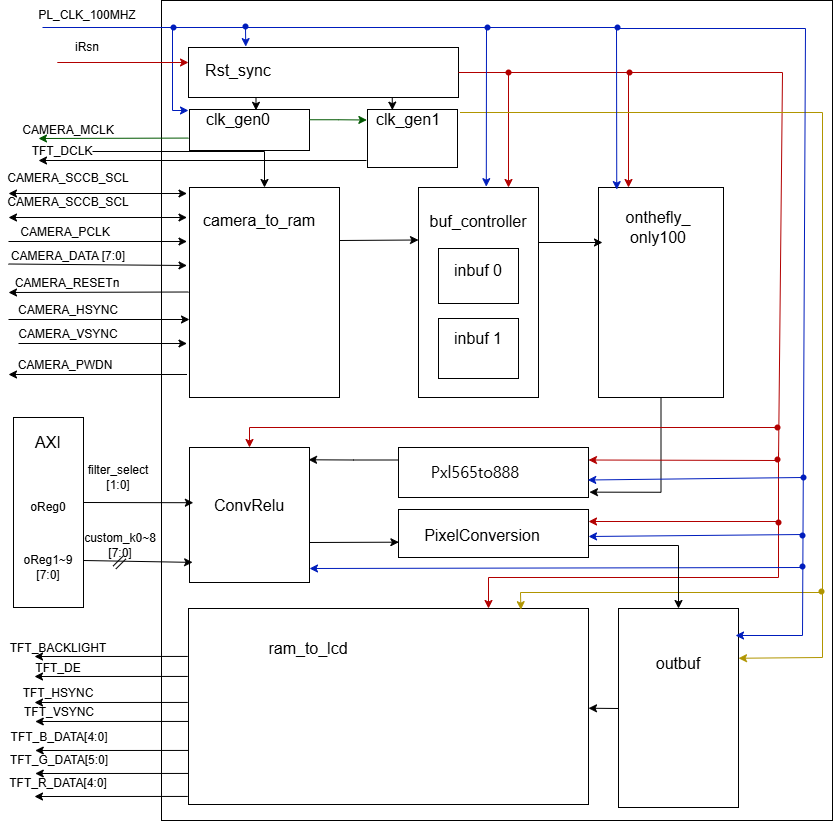 PL_CLK_100MHZ
iRsn
Rst_sync
clk_gen0
clk_gen1
CAMERA_MCLK
TFT_DCLK
CAMERA_SCCB_SCL
CAMERA_SCCB_SCL
CAMERA_PCLK
CAMERA_DATA [7:0]
CAMERA_RESETn
CAMERA_HSYNC
CAMERA_VSYNC
CAMERA_PWDN
camera_to_ram
buf_controller
inbuf 0
inbuf 1
onthefly_
only100
AXI
oReg0
oReg1~9
[7:0]
filter_select
[1:0]
custom_k0~8
[7:0]
ConvRelu
Pxl565to888
PixelConversion
ram_to_lcd
outbuf
TFT_BACKLIGHT
TFT_DE
TFT_HSYNC
TFT_VSYNC
TFT_B_DATA[4:0]
TFT_G_DATA[5:0]
TFT_R_DATA[4:0]